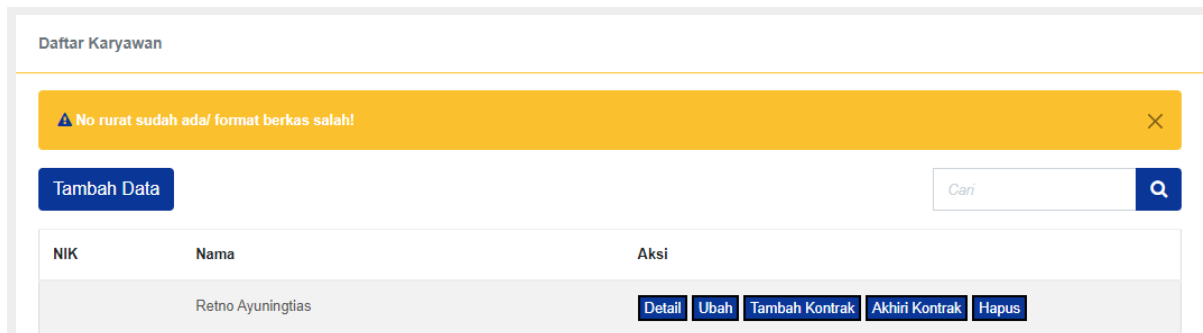 Daftar Karyawan
No rurat sudah ada/ format berkas salah!
Tambah Data
Cari
NIK Nama Aksi
Retno Ayuningtias Detail Ubah Tambah Kontrak Akhiri Kontrak Hapus